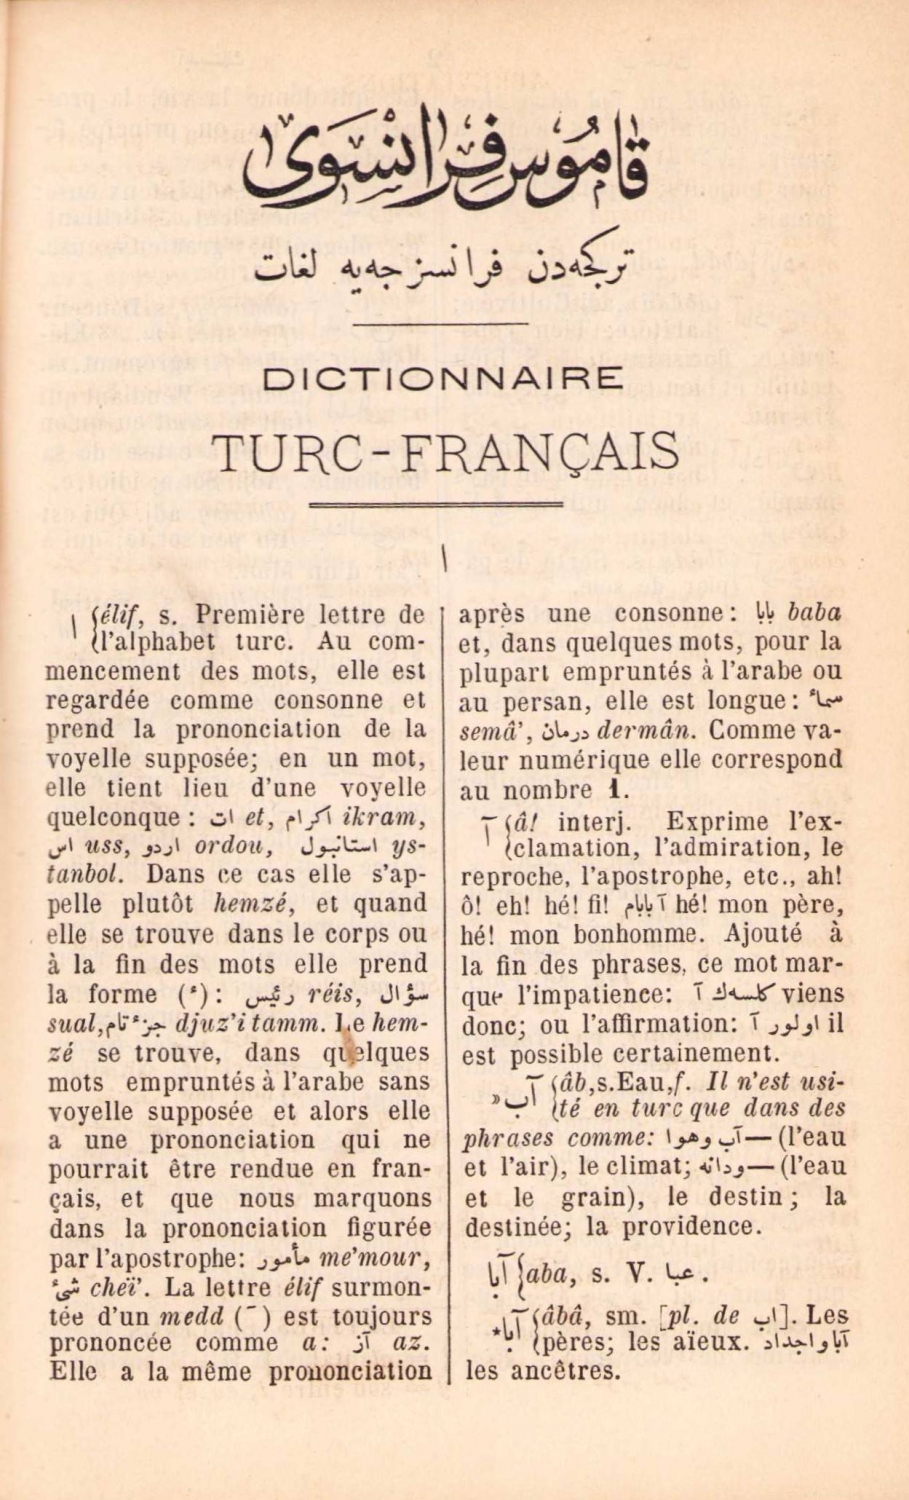 قَامُوسِ فِرَانْسَوِى
تركجه‌دن فرانسزجه‌يه لغات
DICTIONNAIRE
TURC-FRANÇAIS
ا
ا {élif, s. Première lettre de
l'alphabet turc. Au com-
mencement des mots, elle est
regardée comme consonne et
prend la prononciation de la
voyelle supposée; en un mot,
elle tient lieu d'une voyelle
quelconque : ات et, اكرام ikram,
اس uss, اردو ordou, استانبول ys-
tanbol. Dans ce cas elle s'ap-
pelle plutôt hemzé, et quand
elle se trouve dans le corps ou
à la fin des mots elle prend
la forme (ء) : رئيس réis, سؤال
sual, جزء تام djuz'i tamm. Le hem-
zé se trouve, dans quelques
mots empruntés à l'arabe sans
voyelle supposée et alors elle
a une prononciation qui ne
pourrait être rendue en fran-
çais, et que nous marquons
dans la prononciation figurée
par l'apostrophe: مأمور me'mour,
شىء cheï'. La lettre élif surmon-
tée d'un medd (˜) est toujours
prononcée comme a: آز az.
Elle a la même prononciation
après une consonne: بابا baba
et, dans quelques mots, pour la
plupart empruntés à l'arabe ou
au persan, elle est longue: سماء
semâ', درمان dermân. Comme va-
leur numérique elle correspond
au nombre 1.
آ {â! interj. Exprime l'ex-
clamation, l'admiration, le
reproche, l'apostrophe, etc., ah!
ô! eh! hé! fi! آ بابام hé! mon père,
hé! mon bonhomme. Ajouté à
la fin des phrases, ce mot mar-
que l'impatience: كلسه‌ك آ viens
donc; ou l'affirmation: اولور آ il
est possible certainement.
آب« {âb, s. Eau, f. Il n'est usi-
té en turc que dans des
phrases comme: آب وهوا— (l'eau
et l'air), le climat; ودانه— (l'eau
et le grain), le destin; la
destinée; la providence.
آبا {aba, s. V. عبا.
آبا* {âbâ, sm. [pl. de اب]. Les
pères; les aïeux. آبا واجداد
les ancêtres.